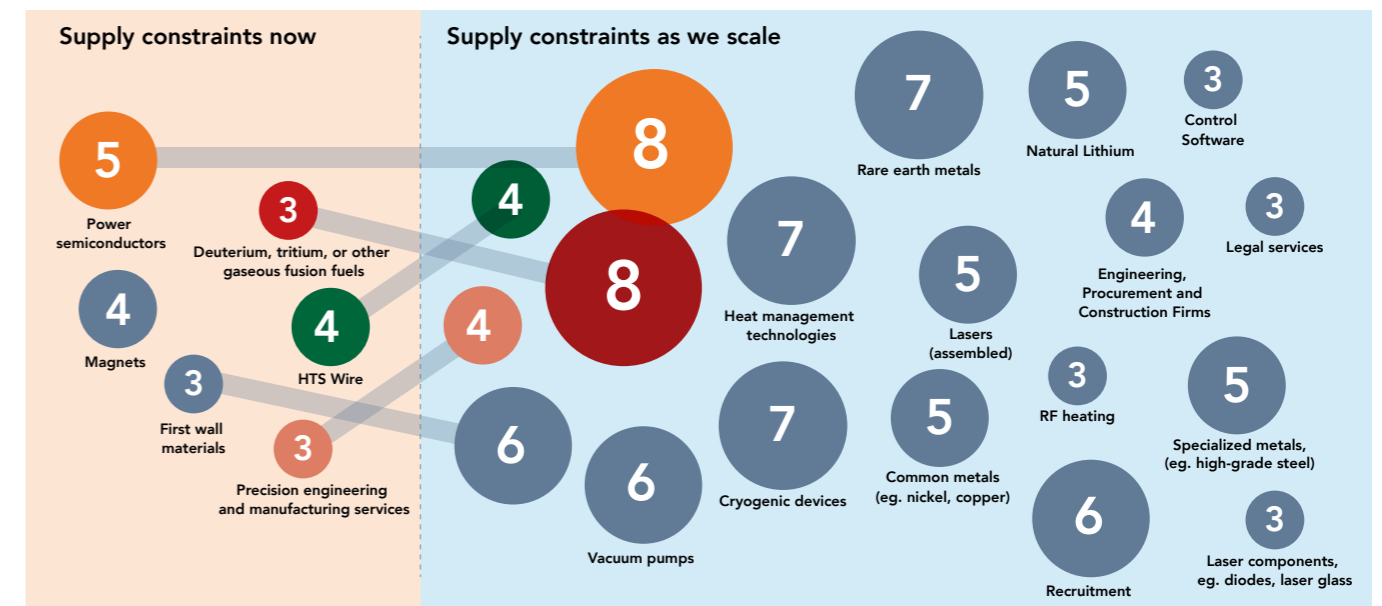 Supply constraints now
5
Power
semiconductors
3
Deuterium, tritium, or other
gaseous fusion fuels
4
Magnets
4
HTS Wire
3
First wall
materials
3
Precision engineering
and manufacturing services
Supply constraints as we scale
8
4
8
4
6
6
Vacuum pumps
7
Rare earth metals
7
Heat management
technologies
7
Cryogenic devices
5
Natural Lithium
3
Control
Software
4
Engineering,
Procurement and
Construction Firms
3
Legal services
5
Lasers
(assembled)
5
Common metals
(eg. nickel, copper)
3
RF heating
5
Specialized metals,
(eg. high-grade steel)
6
Recruitment
3
Laser components,
eg. diodes, laser glass